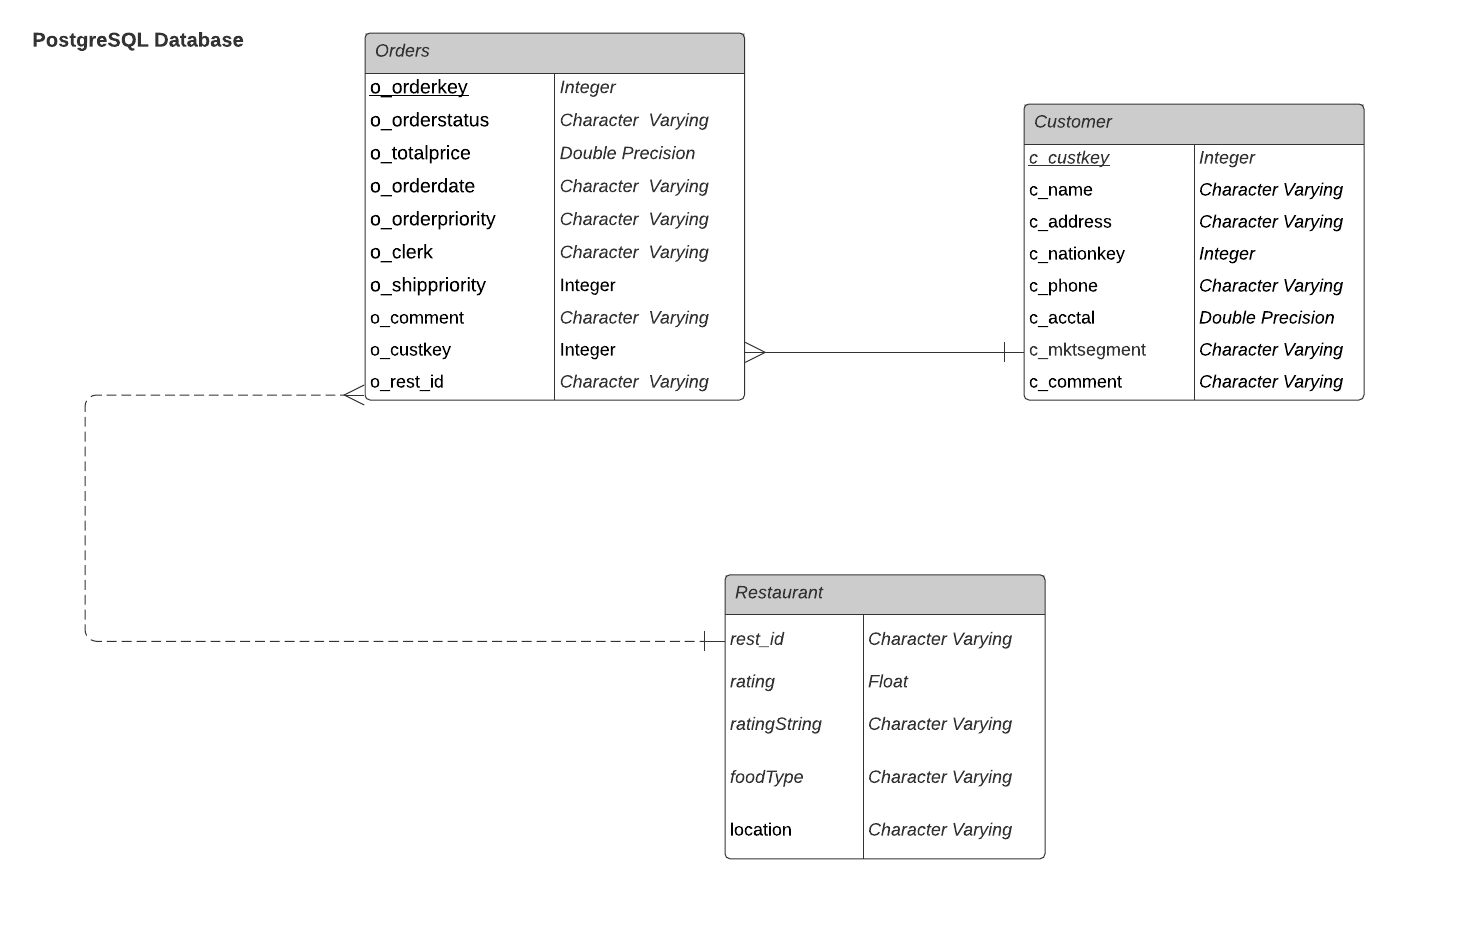 PostgreSQL Database
Orders
o_orderkey Integer
o_orderstatus Character Varying
o_totalprice Double Precision
o_orderdate Character Varying
o_orderpriority Character Varying
o_clerk Character Varying
o_shippriority Integer
o_comment Character Varying
o_custkey Integer
o_rest_id Character Varying
Customer
c_custkey Integer
c_name Character Varying
c_address Character Varying
c_nationkey Integer
c_phone Character Varying
c_acctal Double Precision
c_mktsegment Character Varying
c_comment Character Varying
Restaurant
rest_id Character Varying
rating Float
ratingString Character Varying
foodType Character Varying
location Character Varying